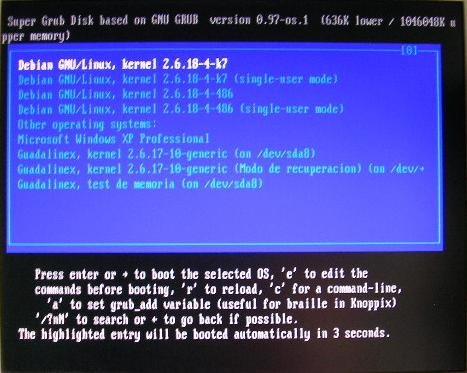 Super Grub Disk based on GNU GRUB  version 0.97-os.1  (636K lower / 1046048K u
pper memory)
[0]
Debian GNU/Linux, kernel 2.6.18-4-k7
Debian GNU/Linux, kernel 2.6.18-4-k7 (single-user mode)
Debian GNU/Linux, kernel 2.6.18-4-486
Debian GNU/Linux, kernel 2.6.18-4-486 (single-user mode)
Other operating systems:
Microsoft Windows XP Professional
Guadalinex, kernel 2.6.17-10-generic (on /dev/sda8)
Guadalinex, kernel 2.6.17-10-generic (Modo de recuperacion) (on /dev/+
Guadalinex, test de memoria (on /dev/sda8)
Press enter or → to boot the selected OS, 'e' to edit the
commands before booting, 'r' to reload, 'c' for a command-line,
'a' to set grub_add variable (useful for braille in Knoppix)
'/?nN' to search or ← to go back if possible.
The highlighted entry will be booted automatically in 3 seconds.